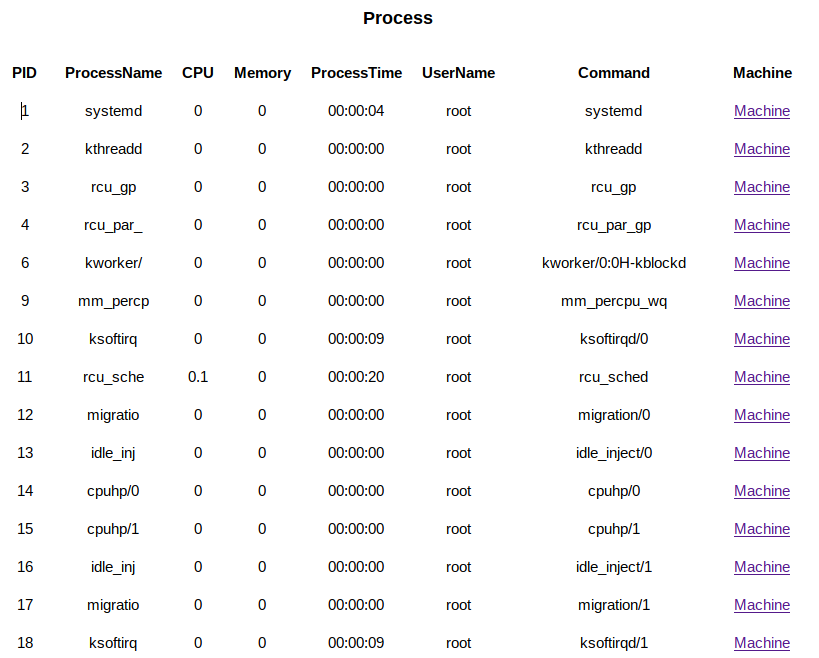 Process
PID ProcessName CPU Memory ProcessTime UserName Command Machine
1 systemd 0 0 00:00:04 root systemd Machine
2 kthreadd 0 0 00:00:00 root kthreadd Machine
3 rcu_gp 0 0 00:00:00 root rcu_gp Machine
4 rcu_par_ 0 0 00:00:00 root rcu_par_gp Machine
6 kworker/ 0 0 00:00:00 root kworker/0:0H-kblockd Machine
9 mm_percp 0 0 00:00:00 root mm_percpu_wq Machine
10 ksoftirq 0 0 00:00:09 root ksoftirqd/0 Machine
11 rcu_sche 0.1 0 00:00:20 root rcu_sched Machine
12 migratio 0 0 00:00:00 root migration/0 Machine
13 idle_inj 0 0 00:00:00 root idle_inject/0 Machine
14 cpuhp/0 0 0 00:00:00 root cpuhp/0 Machine
15 cpuhp/1 0 0 00:00:00 root cpuhp/1 Machine
16 idle_inj 0 0 00:00:00 root idle_inject/1 Machine
17 migratio 0 0 00:00:00 root migration/1 Machine
18 ksoftirq 0 0 00:00:09 root ksoftirqd/1 Machine